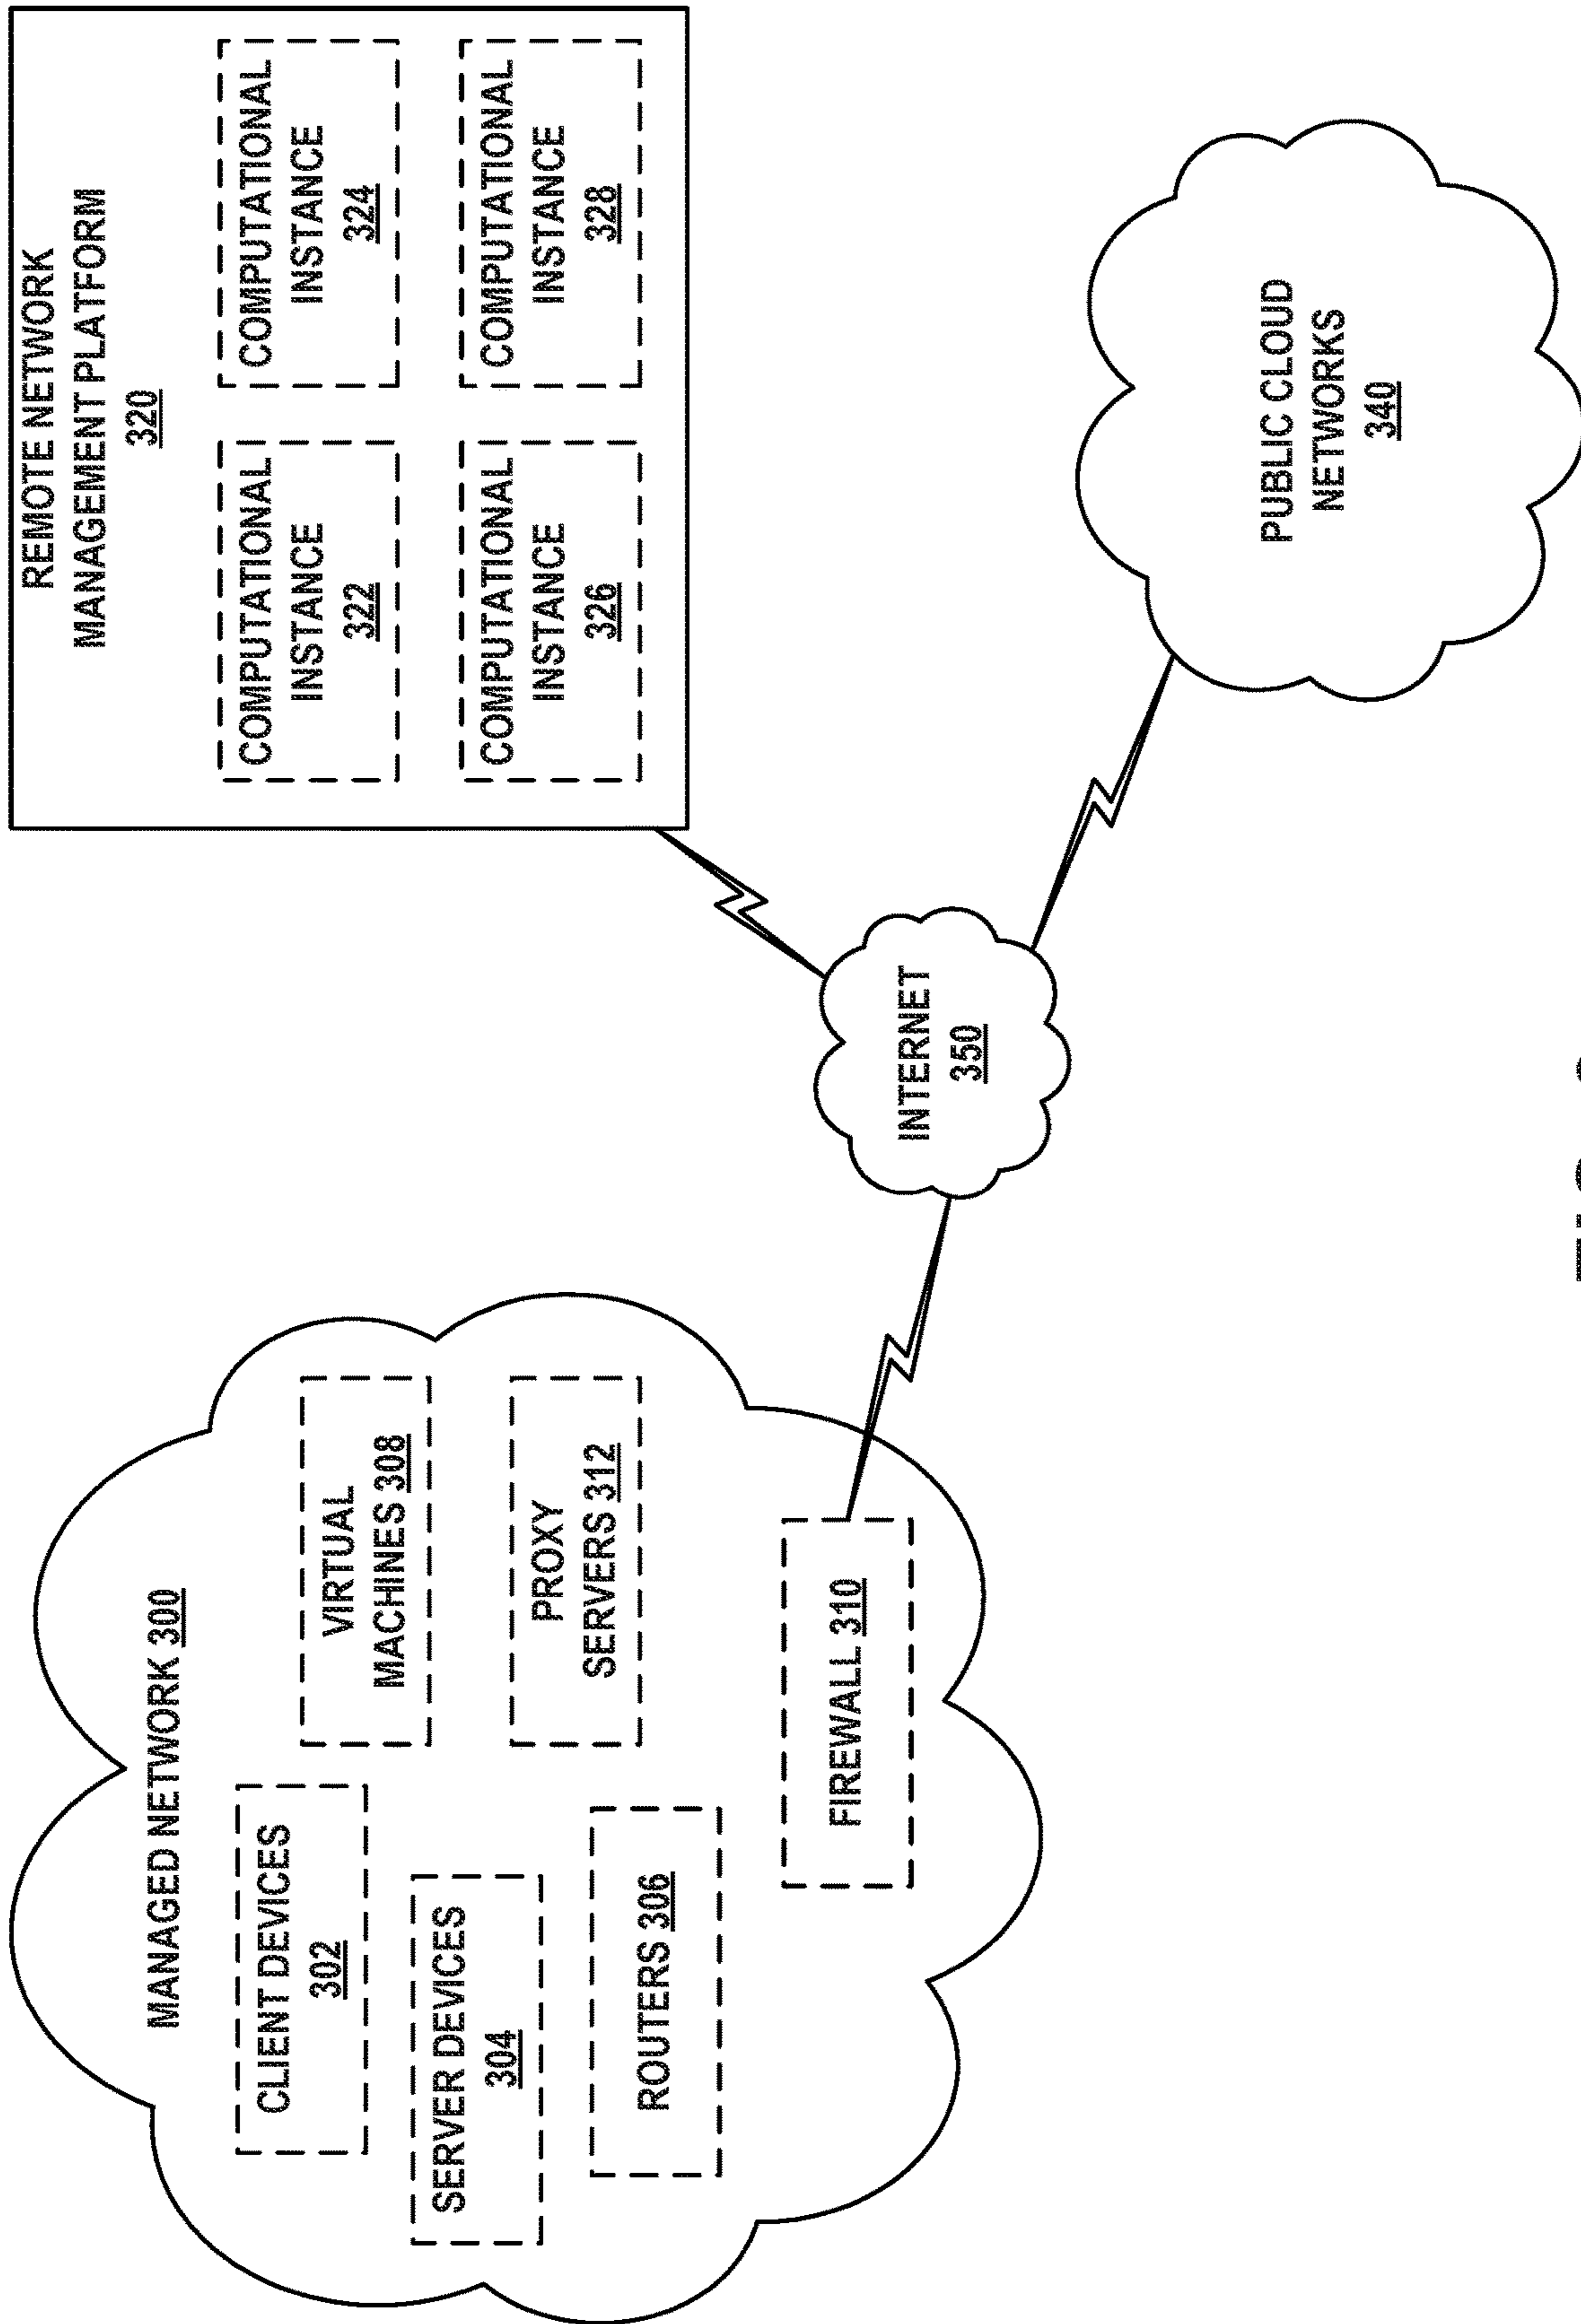 MANAGED NETWORK 300
CLIENT DEVICES
302
SERVER DEVICES
304
ROUTERS 306
VIRTUAL
MACHINES 308
PROXY
SERVERS 312
FIREWALL 310
INTERNET
350
REMOTE NETWORK
MANAGEMENT PLATFORM
320
COMPUTATIONAL
INSTANCE
322
COMPUTATIONAL
INSTANCE
324
COMPUTATIONAL
INSTANCE
326
COMPUTATIONAL
INSTANCE
328
PUBLIC CLOUD
NETWORKS
340